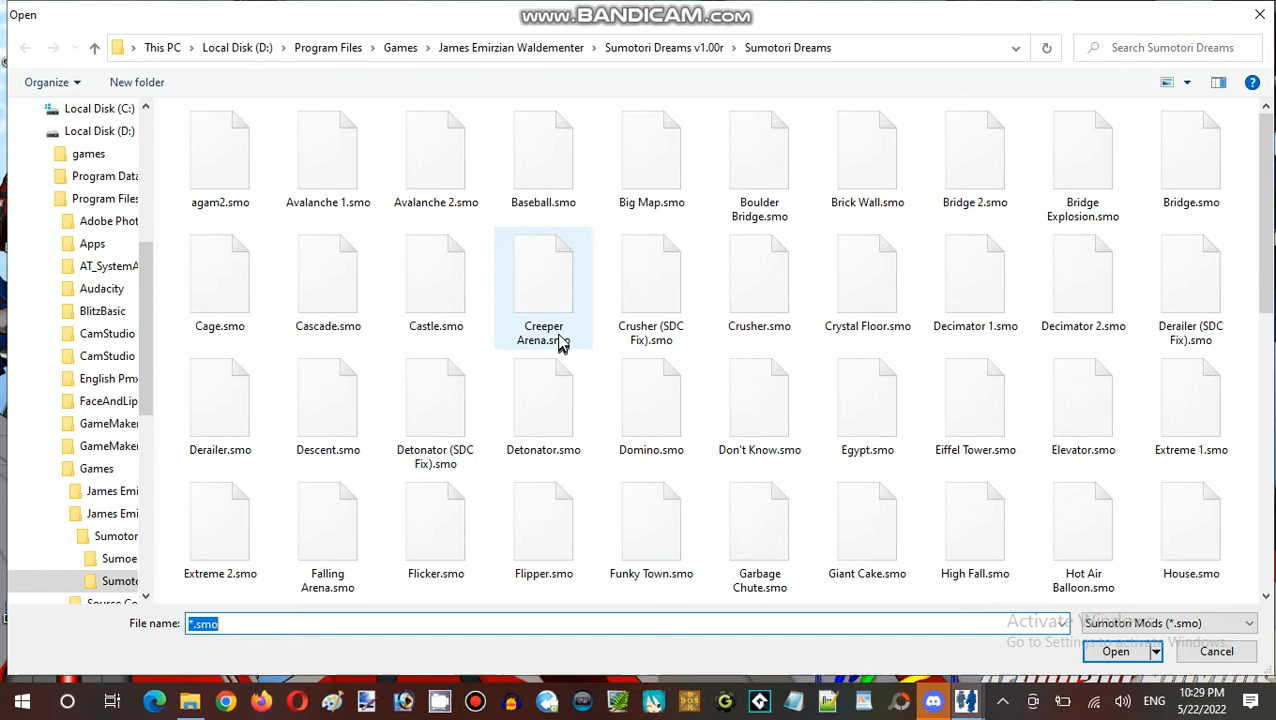 Open
www.BANDICAM.com
This PC > Local Disk (D:) > Program Files > Games > James Emirzian Waldementer > Sumotori Dreams v1.00r > Sumotori Dreams
Search Sumotori Dreams
Organize
New folder
Local Disk (C:)
Local Disk (D:)
games
Program Data
Program Files
Adobe Phot
Apps
AT_SystemA
Audacity
BlitzBasic
CamStudio
CamStudio
English Pmx
FaceAndLip
GameMaker
GameMaker
Games
James Emi
James Emi
Sumotor
Sumoe
Sumoto
Source Co
agam2.smo
Avalanche 1.smo
Avalanche 2.smo
Baseball.smo
Big Map.smo
Boulder
Bridge.smo
Brick Wall.smo
Bridge 2.smo
Bridge
Explosion.smo
Bridge.smo
Cage.smo
Cascade.smo
Castle.smo
Creeper
Arena.smo
Crusher (SDC
Fix).smo
Crusher.smo
Crystal Floor.smo
Decimator 1.smo
Decimator 2.smo
Derailer (SDC
Fix).smo
Derailer.smo
Descent.smo
Detonator (SDC
Fix).smo
Detonator.smo
Domino.smo
Don't Know.smo
Egypt.smo
Eiffel Tower.smo
Elevator.smo
Extreme 1.smo
Extreme 2.smo
Falling
Arena.smo
Flicker.smo
Flipper.smo
Funky Town.smo
Garbage
Chute.smo
Giant Cake.smo
High Fall.smo
Hot Air
Balloon.smo
House.smo
File name:
*.smo
Sumotori Mods (*.smo)
Activate Windows
Go to Settings to activate Windows.
Open
Cancel
ENG
10:29 PM
5/22/2022